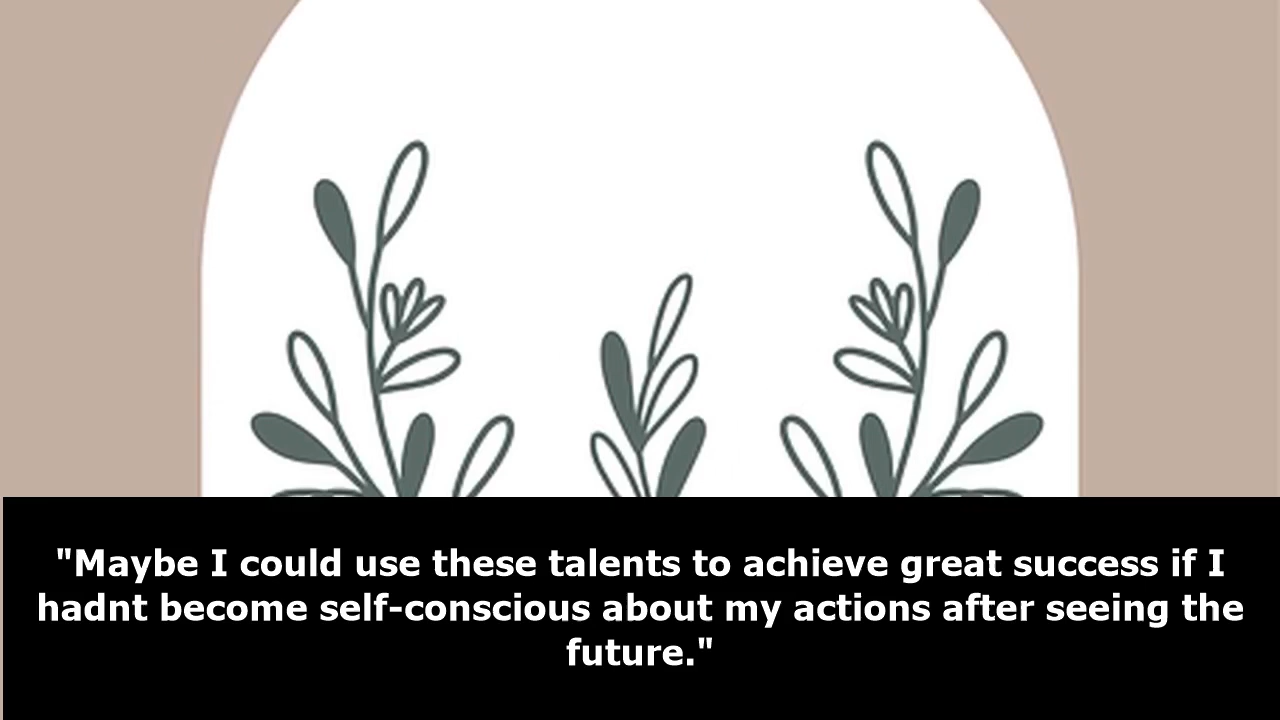 "Maybe I could use these talents to achieve great success if I
hadnt become self-conscious about my actions after seeing the
future."